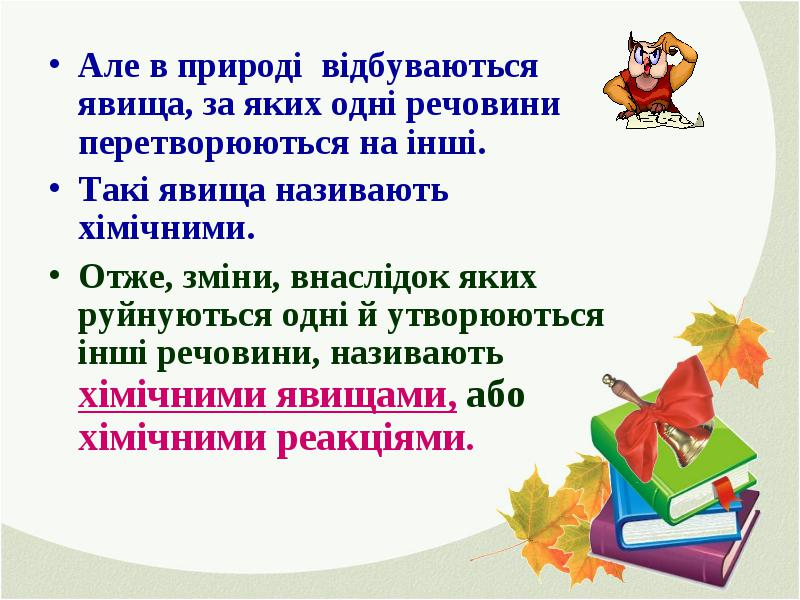 • Але в природі  відбуваються
явища, за яких одні речовини
перетворюються на інші.
• Такі явища називають
хімічними.
• Отже, зміни, внаслідок яких
руйнуються одні й утворюються
інші речовини, називають
хімічними явищами, або
хімічними реакціями.